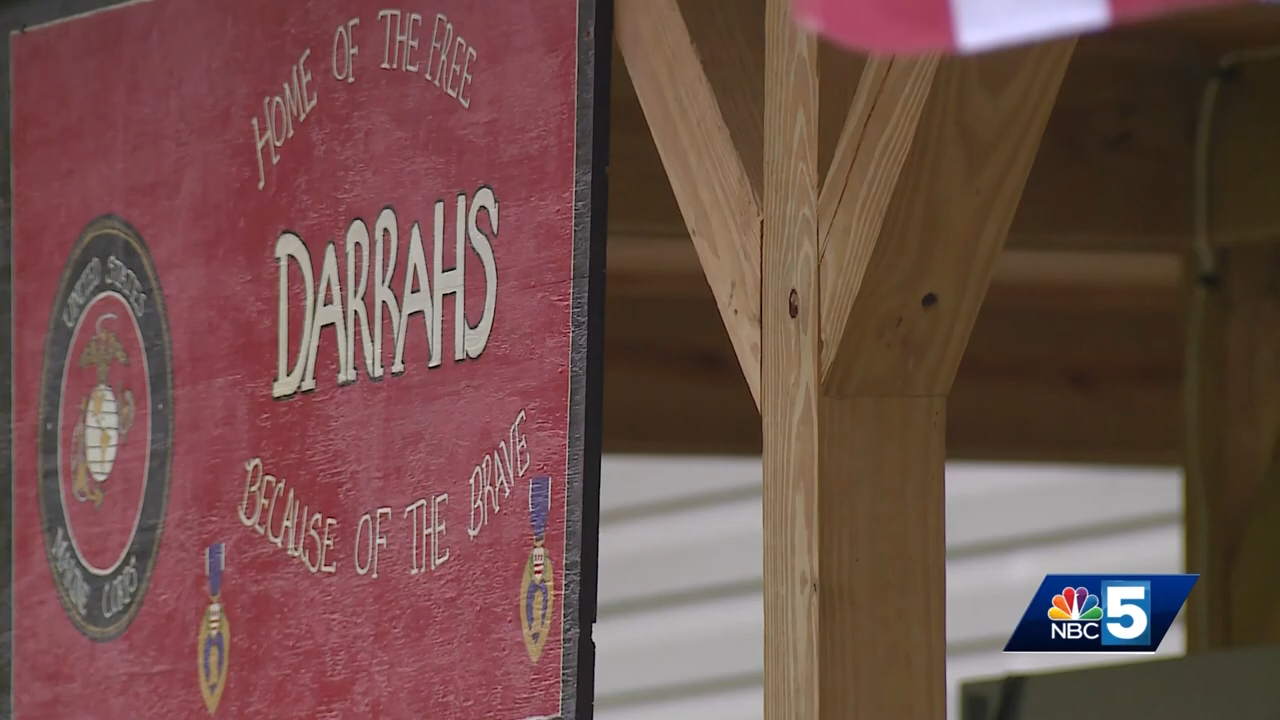 HOME OF THE FREE
DARRAHS
UNITED STATES
MARINE CORPS
BECAUSE OF THE BRAVE
NBC 5